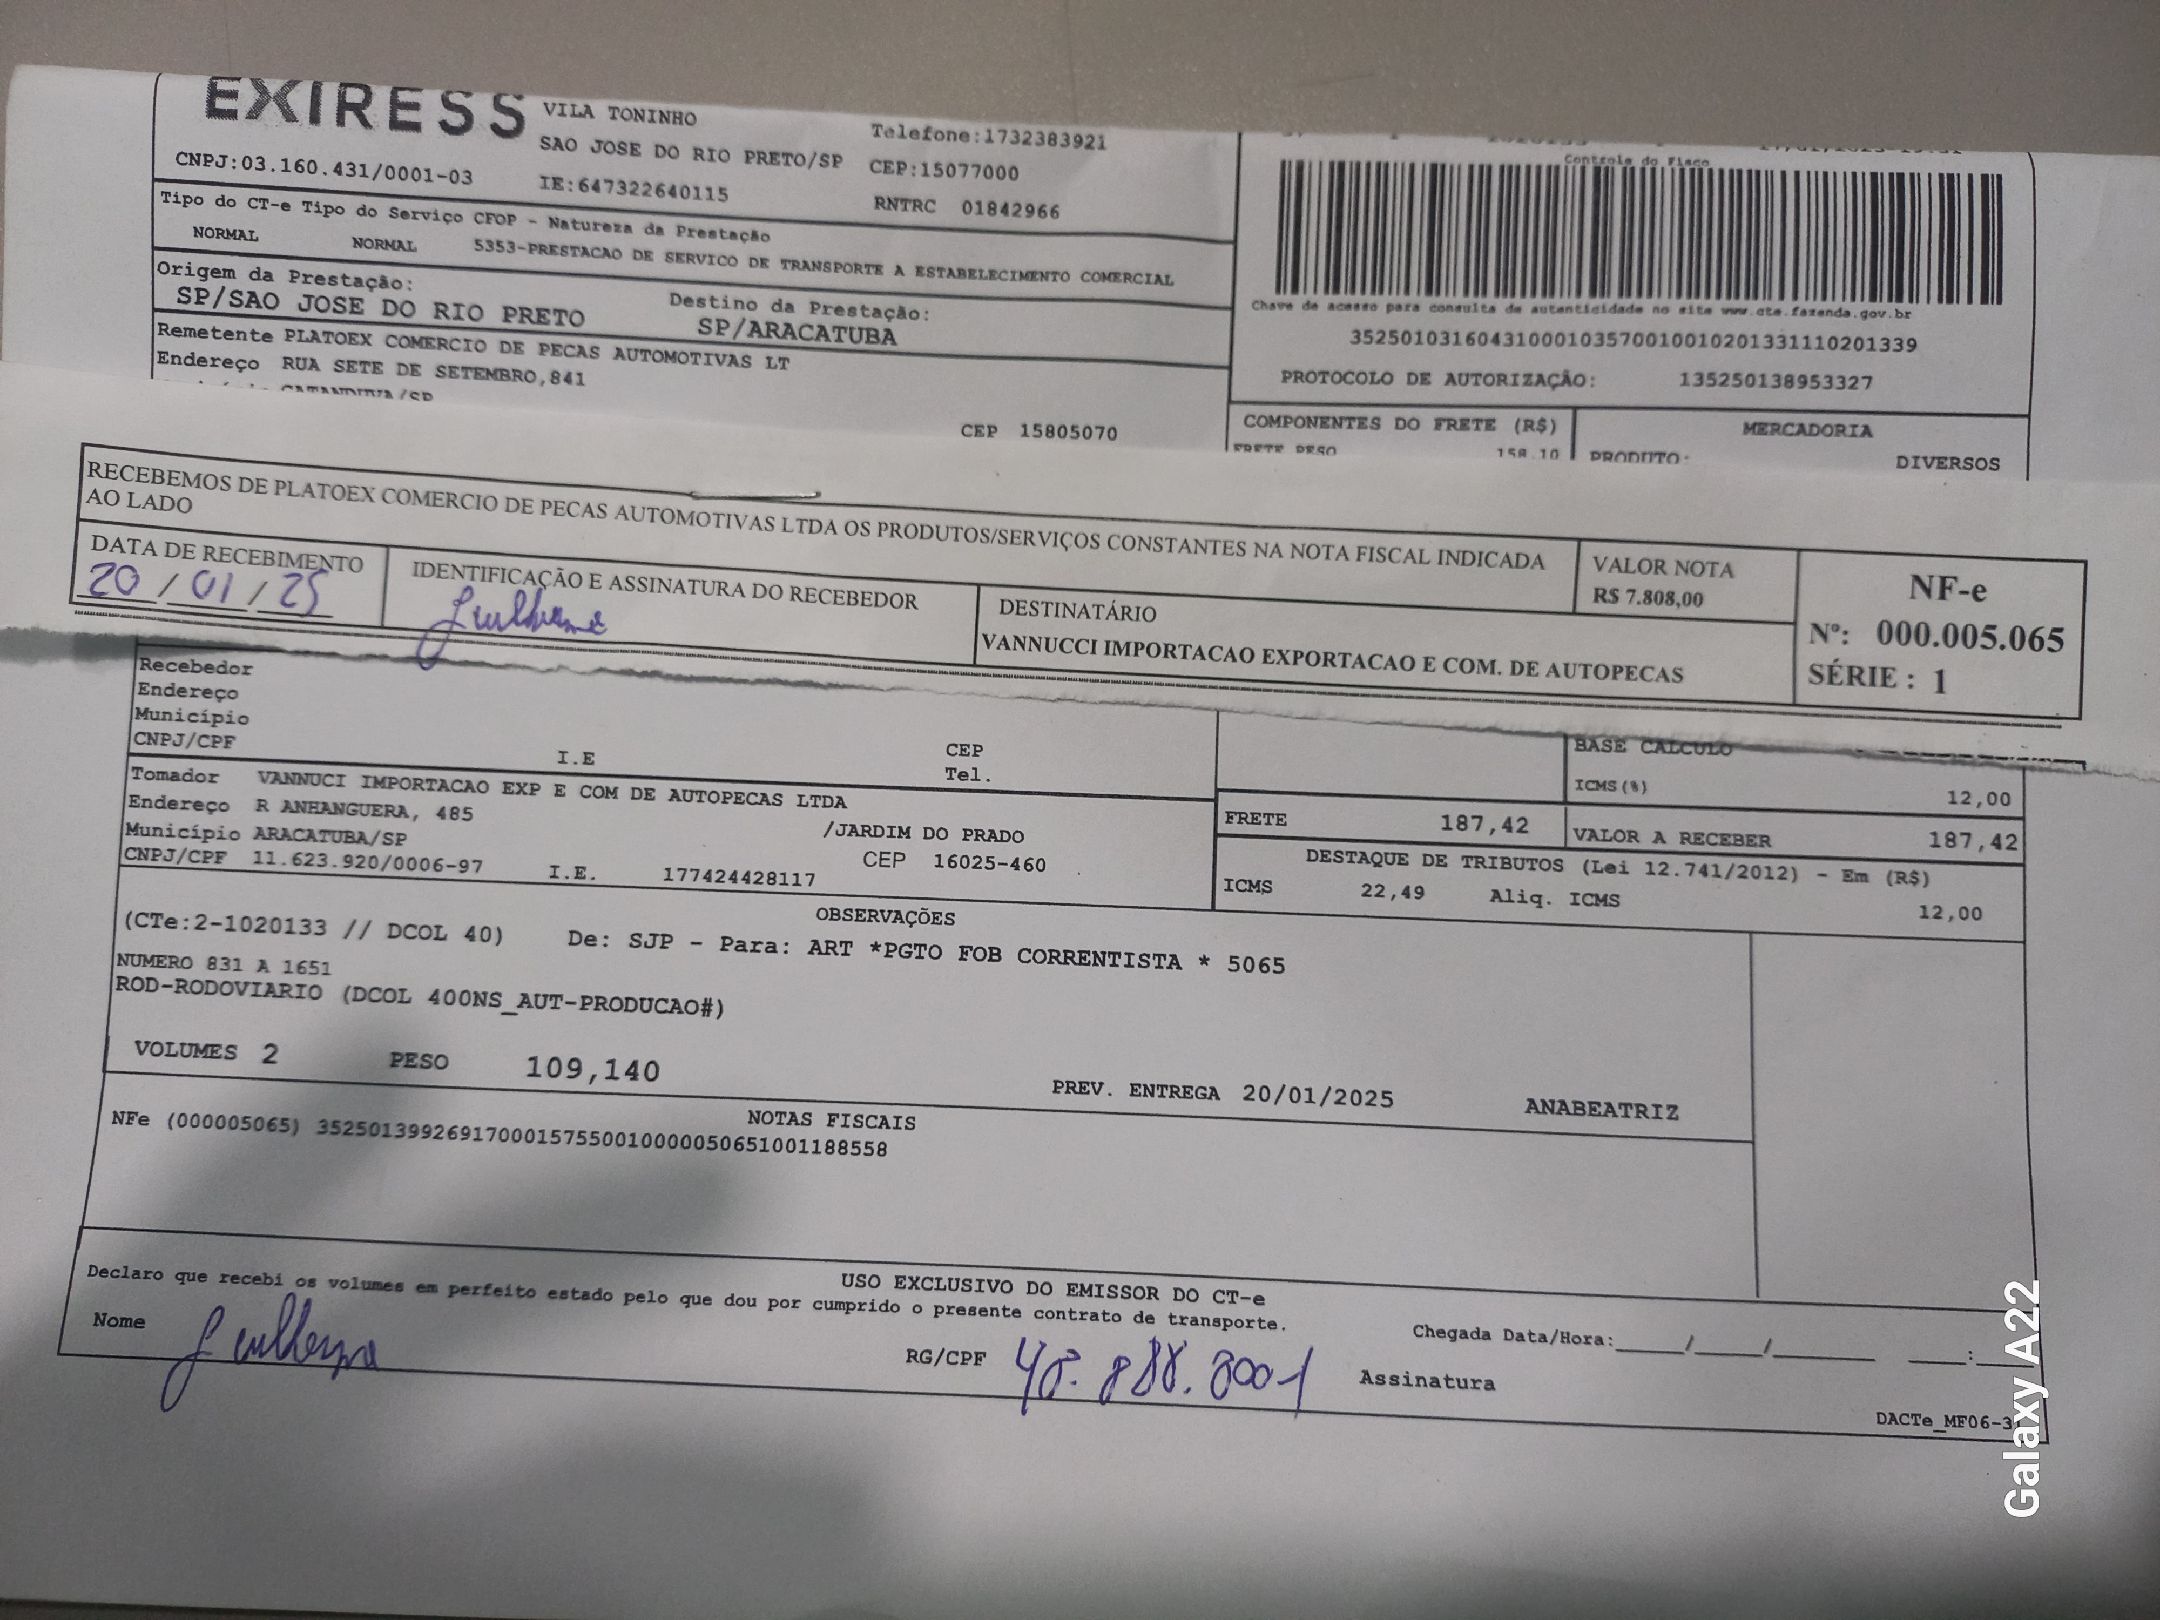 EXIRESS
VILA TONINHO
SAO JOSE DO RIO PRETO/SP
Telefone:1732383921
CEP:15077000
CNPJ:03.160.431/0001-03
IE:647322640115
RNTRC 01842966
Tipo do CT-e Tipo do Serviço CFOP - Natureza da Prestação
NORMAL NORMAL 5353-PRESTACAO DE SERVICO DE TRANSPORTE A ESTABELECIMENTO COMERCIAL
Origem da Prestação:
SP/SAO JOSE DO RIO PRETO
Destino da Prestação:
SP/ARACATUBA
Remetente PLATOEX COMERCIO DE PECAS AUTOMOTIVAS LT
Endereço RUA SETE DE SETEMBRO,841
CEP 15805070
Controle do Fisco
Chave de acesso para consulta de autenticidade no site www.cte.fazenda.gov.br
35250103160431000103570010010201331110201339
PROTOCOLO DE AUTORIZAÇÃO: 135250138953327
COMPONENTES DO FRETE (R$)
MERCADORIA
FRETE PESO 158,10
PRODUTO: DIVERSOS
RECEBEMOS DE PLATOEX COMERCIO DE PECAS AUTOMOTIVAS LTDA OS PRODUTOS/SERVIÇOS CONSTANTES NA NOTA FISCAL INDICADA
AO LADO
VALOR NOTA
R$ 7.808,00
NF-e
Nº: 000.005.065
SÉRIE : 1
DATA DE RECEBIMENTO
20/01/25
IDENTIFICAÇÃO E ASSINATURA DO RECEBEDOR
Guilherme
DESTINATÁRIO
VANNUCCI IMPORTACAO EXPORTACAO E COM. DE AUTOPECAS
Recebedor
Endereço
Município
CNPJ/CPF
I.E
CEP
Tel.
BASE CALCULO
ICMS(%) 12,00
Tomador VANNUCI IMPORTACAO EXP E COM DE AUTOPECAS LTDA
Endereço R ANHANGUERA, 485
/JARDIM DO PRADO
Município ARACATUBA/SP
CEP 16025-460
CNPJ/CPF 11.623.920/0006-97 I.E. 177424428117
FRETE 187,42
VALOR A RECEBER 187,42
DESTAQUE DE TRIBUTOS (Lei 12.741/2012) - Em (R$)
ICMS 22,49 Aliq. ICMS 12,00
OBSERVAÇÕES
(CTe:2-1020133 // DCOL 40) De: SJP - Para: ART *PGTO FOB CORRENTISTA * 5065
NUMERO 831 A 1651
ROD-RODOVIARIO (DCOL 400NS_AUT-PRODUCAO#)
VOLUMES 2 PESO 109,140
PREV. ENTREGA 20/01/2025 ANABEATRIZ
NOTAS FISCAIS
NFe (000005065) 35250139926917000157550010000050651001188558
USO EXCLUSIVO DO EMISSOR DO CT-e
Declaro que recebi os volumes em perfeito estado pelo que dou por cumprido o presente contrato de transporte.
Nome Guilherme
RG/CPF
Chegada Data/Hora:_____/_____/_______ ____:____
Assinatura
DACTe_MF06-3
Galaxy A22